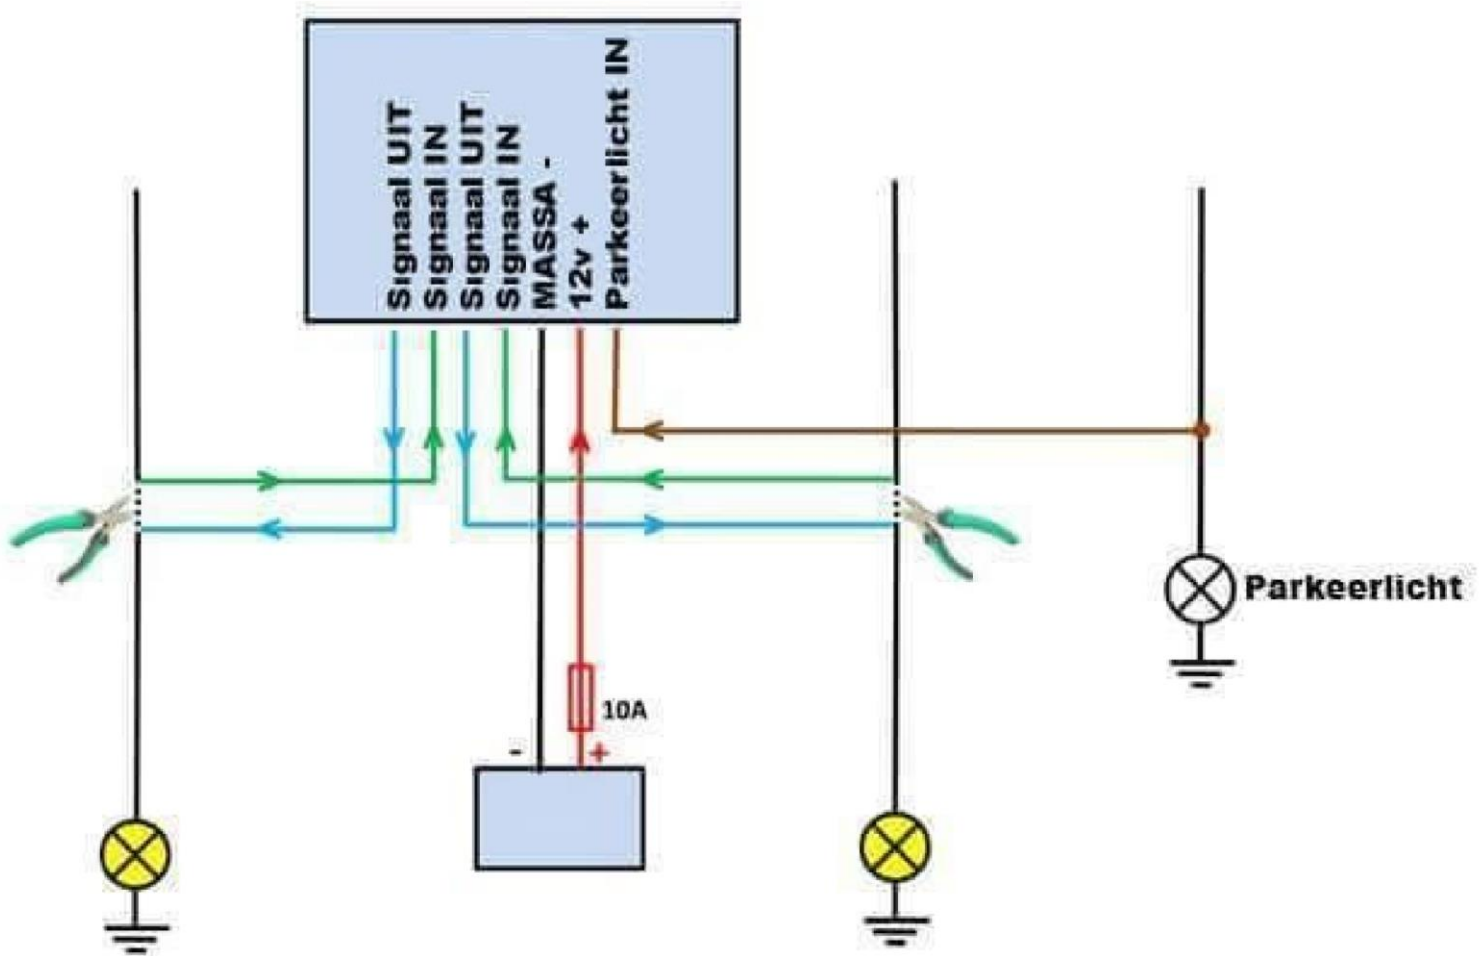 Signaal UIT
Signaal IN
Signaal UIT
Signaal IN
MASSA -
12v +
Parkeerlicht IN
Parkeerlicht
10A
- +